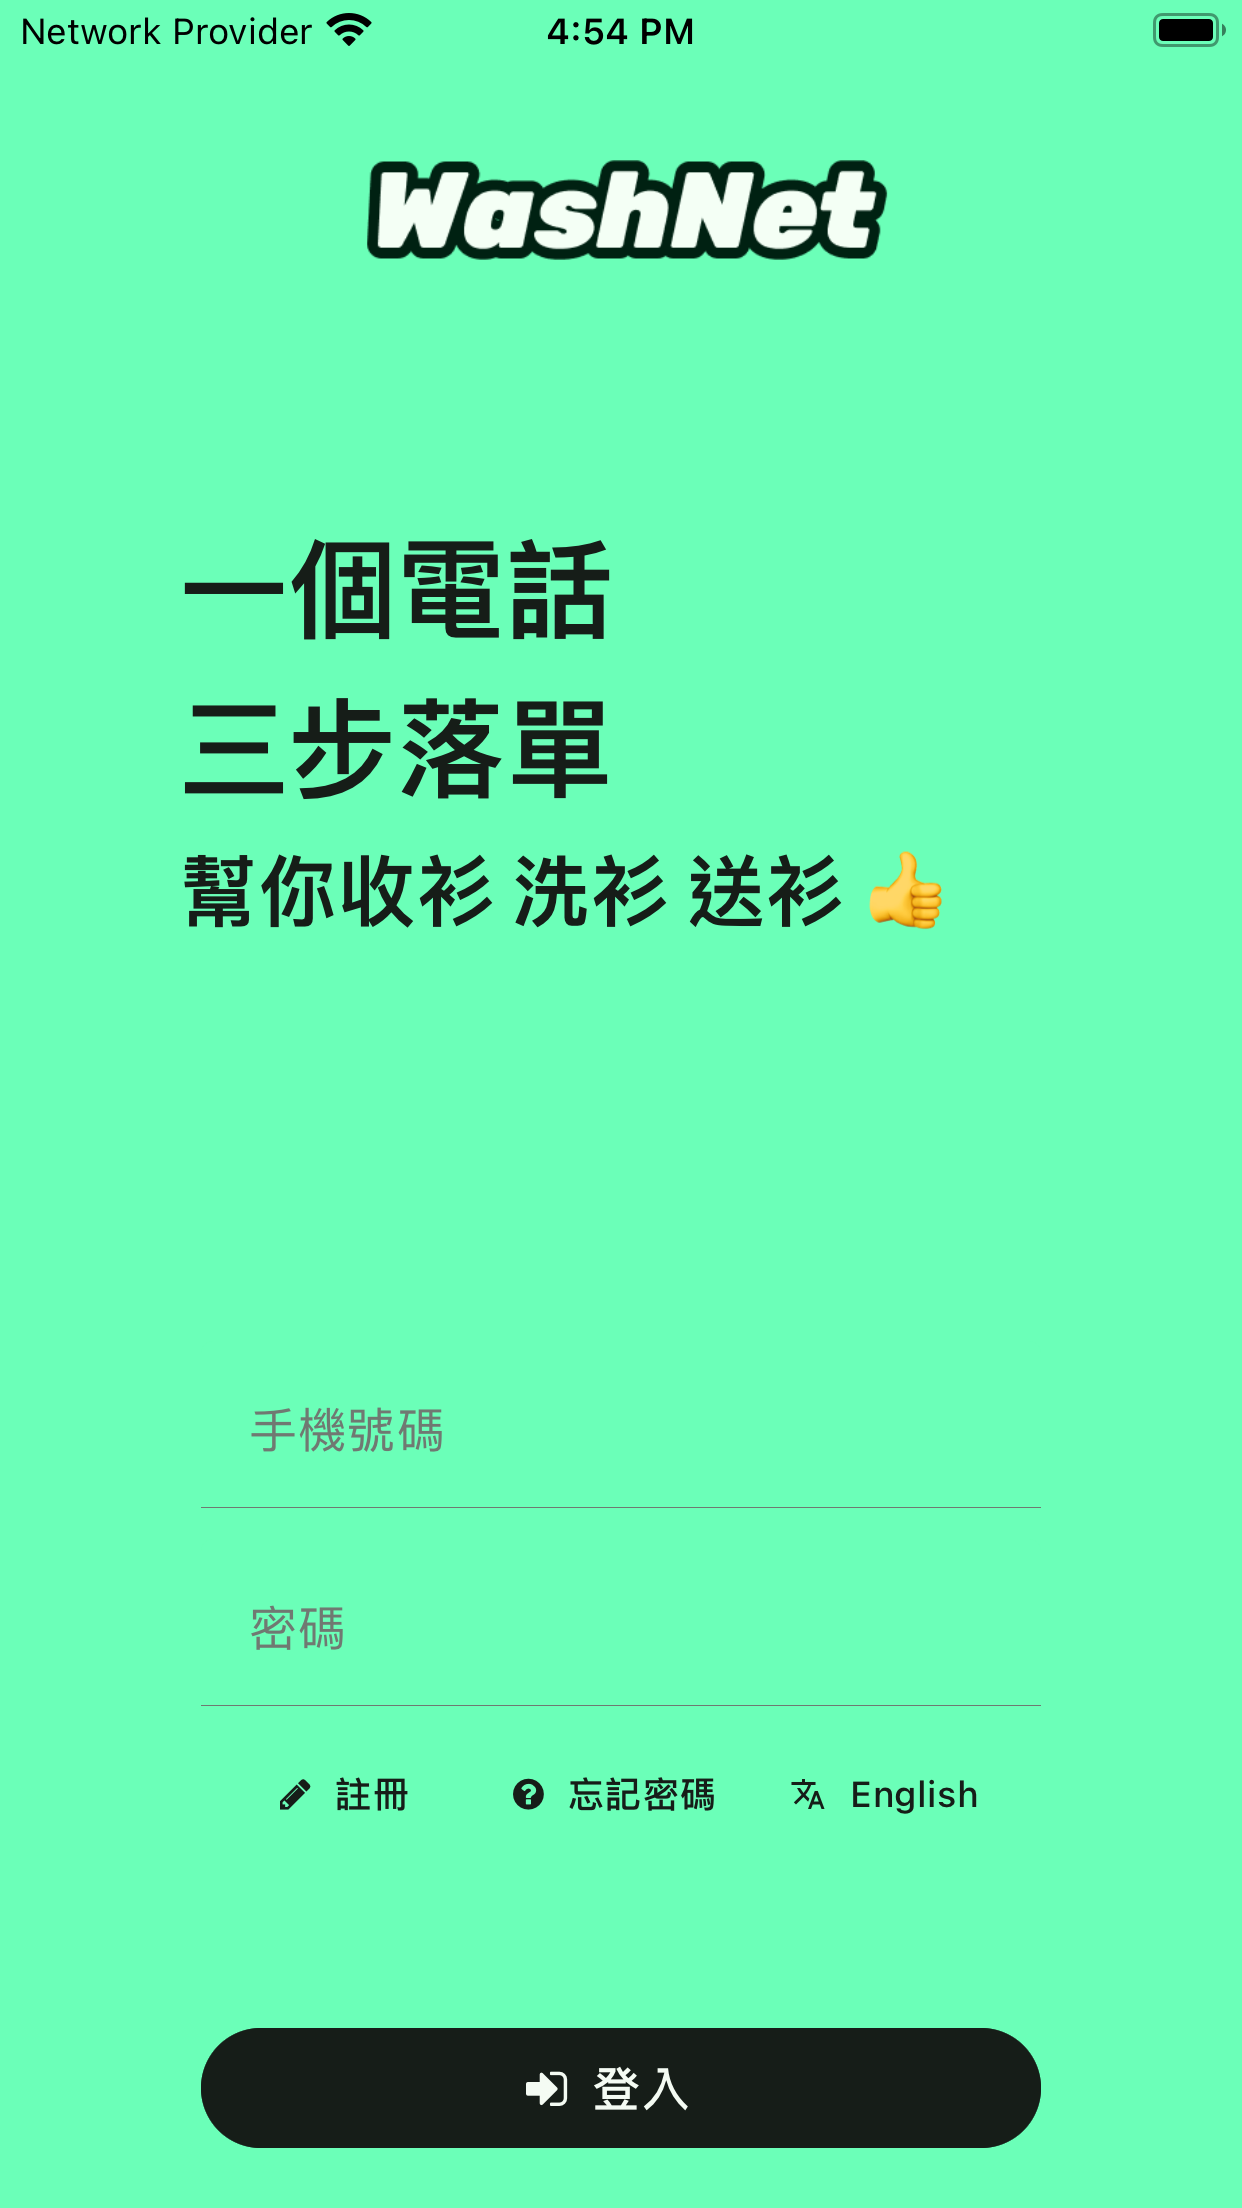 Network Provider 4:54 PM
WashNet
一個電話
三步落單
幫你收衫 洗衫 送衫 👍
手機號碼
密碼
註冊 忘記密碼 English
登入